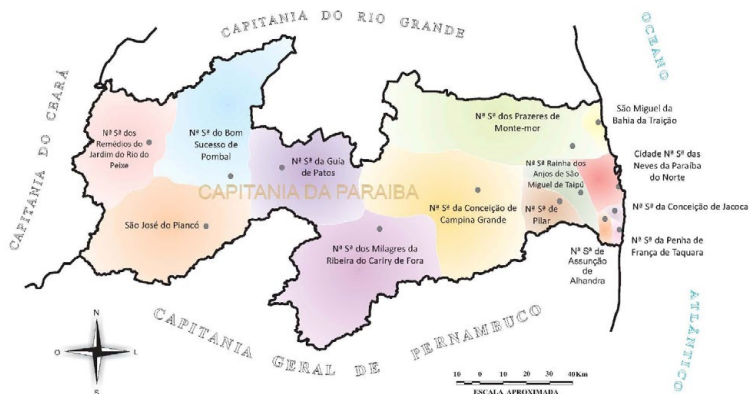 CAPITANIA DO RIO GRANDE
OCEANO
CAPITANIA DO CEARÁ
Nª Sª dos
Remédios do
Jardim do Rio do
Peixe
Nª Sª do Bom
Sucesso de
Pombal
Nª Sª da Guia
de Patos
Nª Sª dos Prazeres de
Monte-mor
São Miguel da
Bahia da Traição
Cidade Nª Sª das
Neves da Paraíba
do Norte
Nª Sª Rainha dos
Anjos de São
Miguel de Taipú
CAPITANIA DA PARAIBA
São José do Piancó
Nª Sª da Conceição de
Campina Grande
Nª Sª de
Pilar
Nª Sª da Conceição de Jacoca
Nª Sª dos Milagres da
Ribeira do Cariry de Fora
Nª Sª de
Assunção de
Alhandra
Nª Sª da Penha de
França de Taquara
CAPITANIA GERAL DE PERNAMBUCO
ATLÂNTICO
N
O
L
S
10 0 10 20 30 40Km
ESCALA APROXIMADA